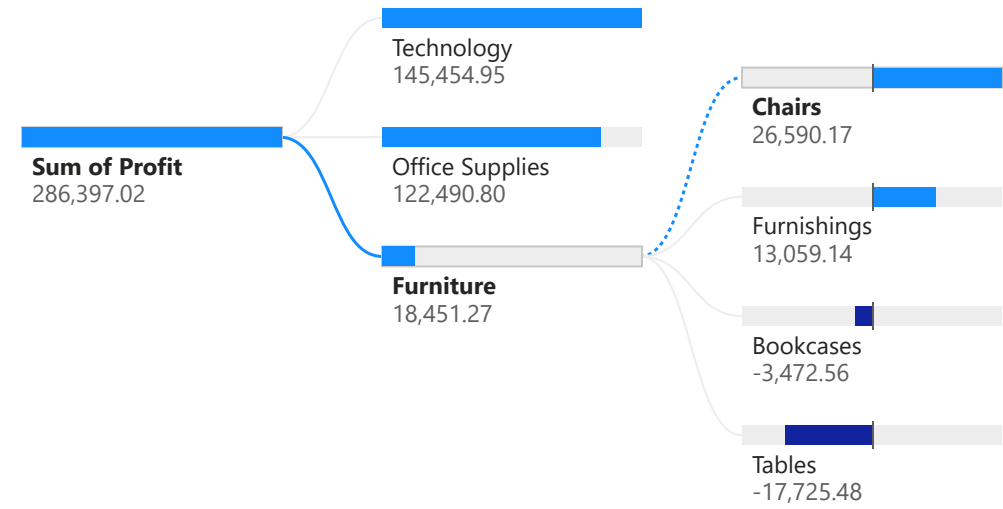 Sum of Profit
286,397.02
Technology
145,454.95
Office Supplies
122,490.80
Furniture
18,451.27
Chairs
26,590.17
Furnishings
13,059.14
Bookcases
-3,472.56
Tables
-17,725.48